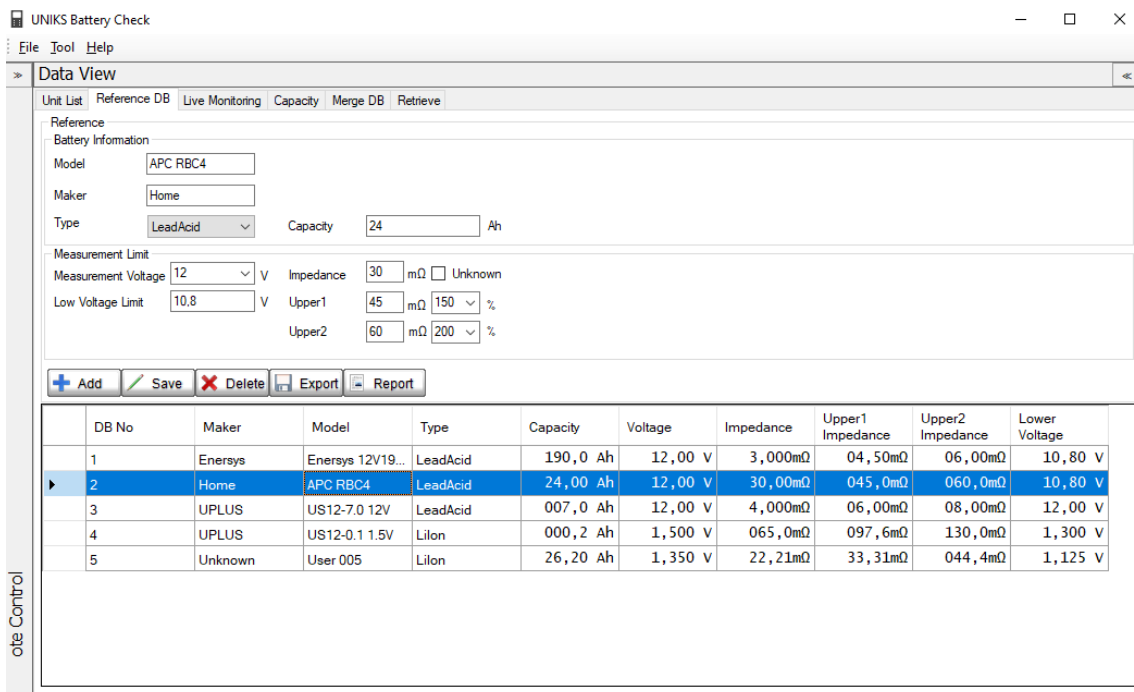 UNIKS Battery Check
File Tool Help
Data View
Unit List Reference DB Live Monitoring Capacity Merge DB Retrieve
Reference
Battery Information
Model APC RBC4
Maker Home
Type LeadAcid Capacity 24 Ah
Measurement Limit
Measurement Voltage 12 V Impedance 30 mΩ Unknown
Low Voltage Limit 10,8 V Upper1 45 mΩ 150 %
Upper2 60 mΩ 200 %
Add Save Delete Export Report
DB No Maker Model Type Capacity Voltage Impedance Upper1 Impedance Upper2 Impedance Lower Voltage
1 Enersys Enersys 12V19... LeadAcid 190,0 Ah 12,00 V 3,000mΩ 04,50mΩ 06,00mΩ 10,80 V
2 Home APC RBC4 LeadAcid 24,00 Ah 12,00 V 30,00mΩ 045,0mΩ 060,0mΩ 10,80 V
3 UPLUS US12-7.0 12V LeadAcid 007,0 Ah 12,00 V 4,000mΩ 06,00mΩ 08,00mΩ 12,00 V
4 UPLUS US12-0.1 1.5V LiIon 000,2 Ah 1,500 V 065,0mΩ 097,6mΩ 130,0mΩ 1,300 V
5 Unknown User 005 LiIon 26,20 Ah 1,350 V 22,21mΩ 33,31mΩ 044,4mΩ 1,125 V
ote Control